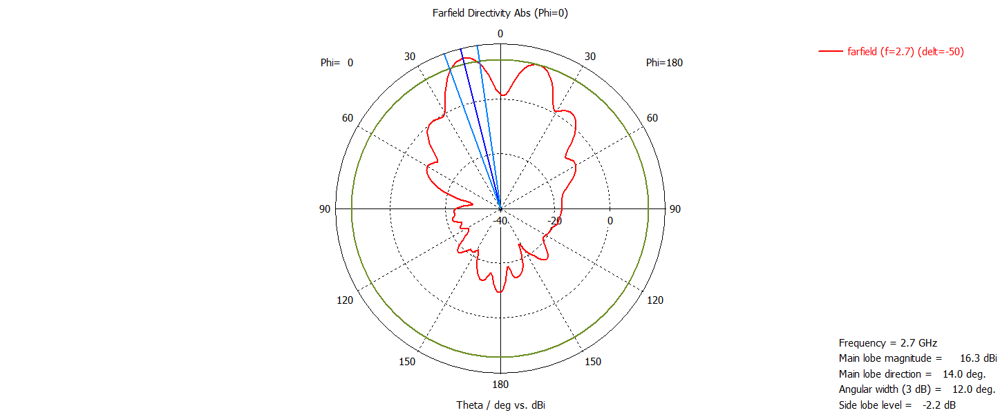 Farfield Directivity Abs (Phi=0)
0
30
30
Phi= 0
Phi=180
farfield (f=2.7) (delt=-50)
60
60
90
90
-40
-20
0
120
120
150
150
180
Theta / deg vs. dBi
Frequency = 2.7 GHz
Main lobe magnitude = 16.3 dBi
Main lobe direction = 14.0 deg.
Angular width (3 dB) = 12.0 deg.
Side lobe level = -2.2 dB